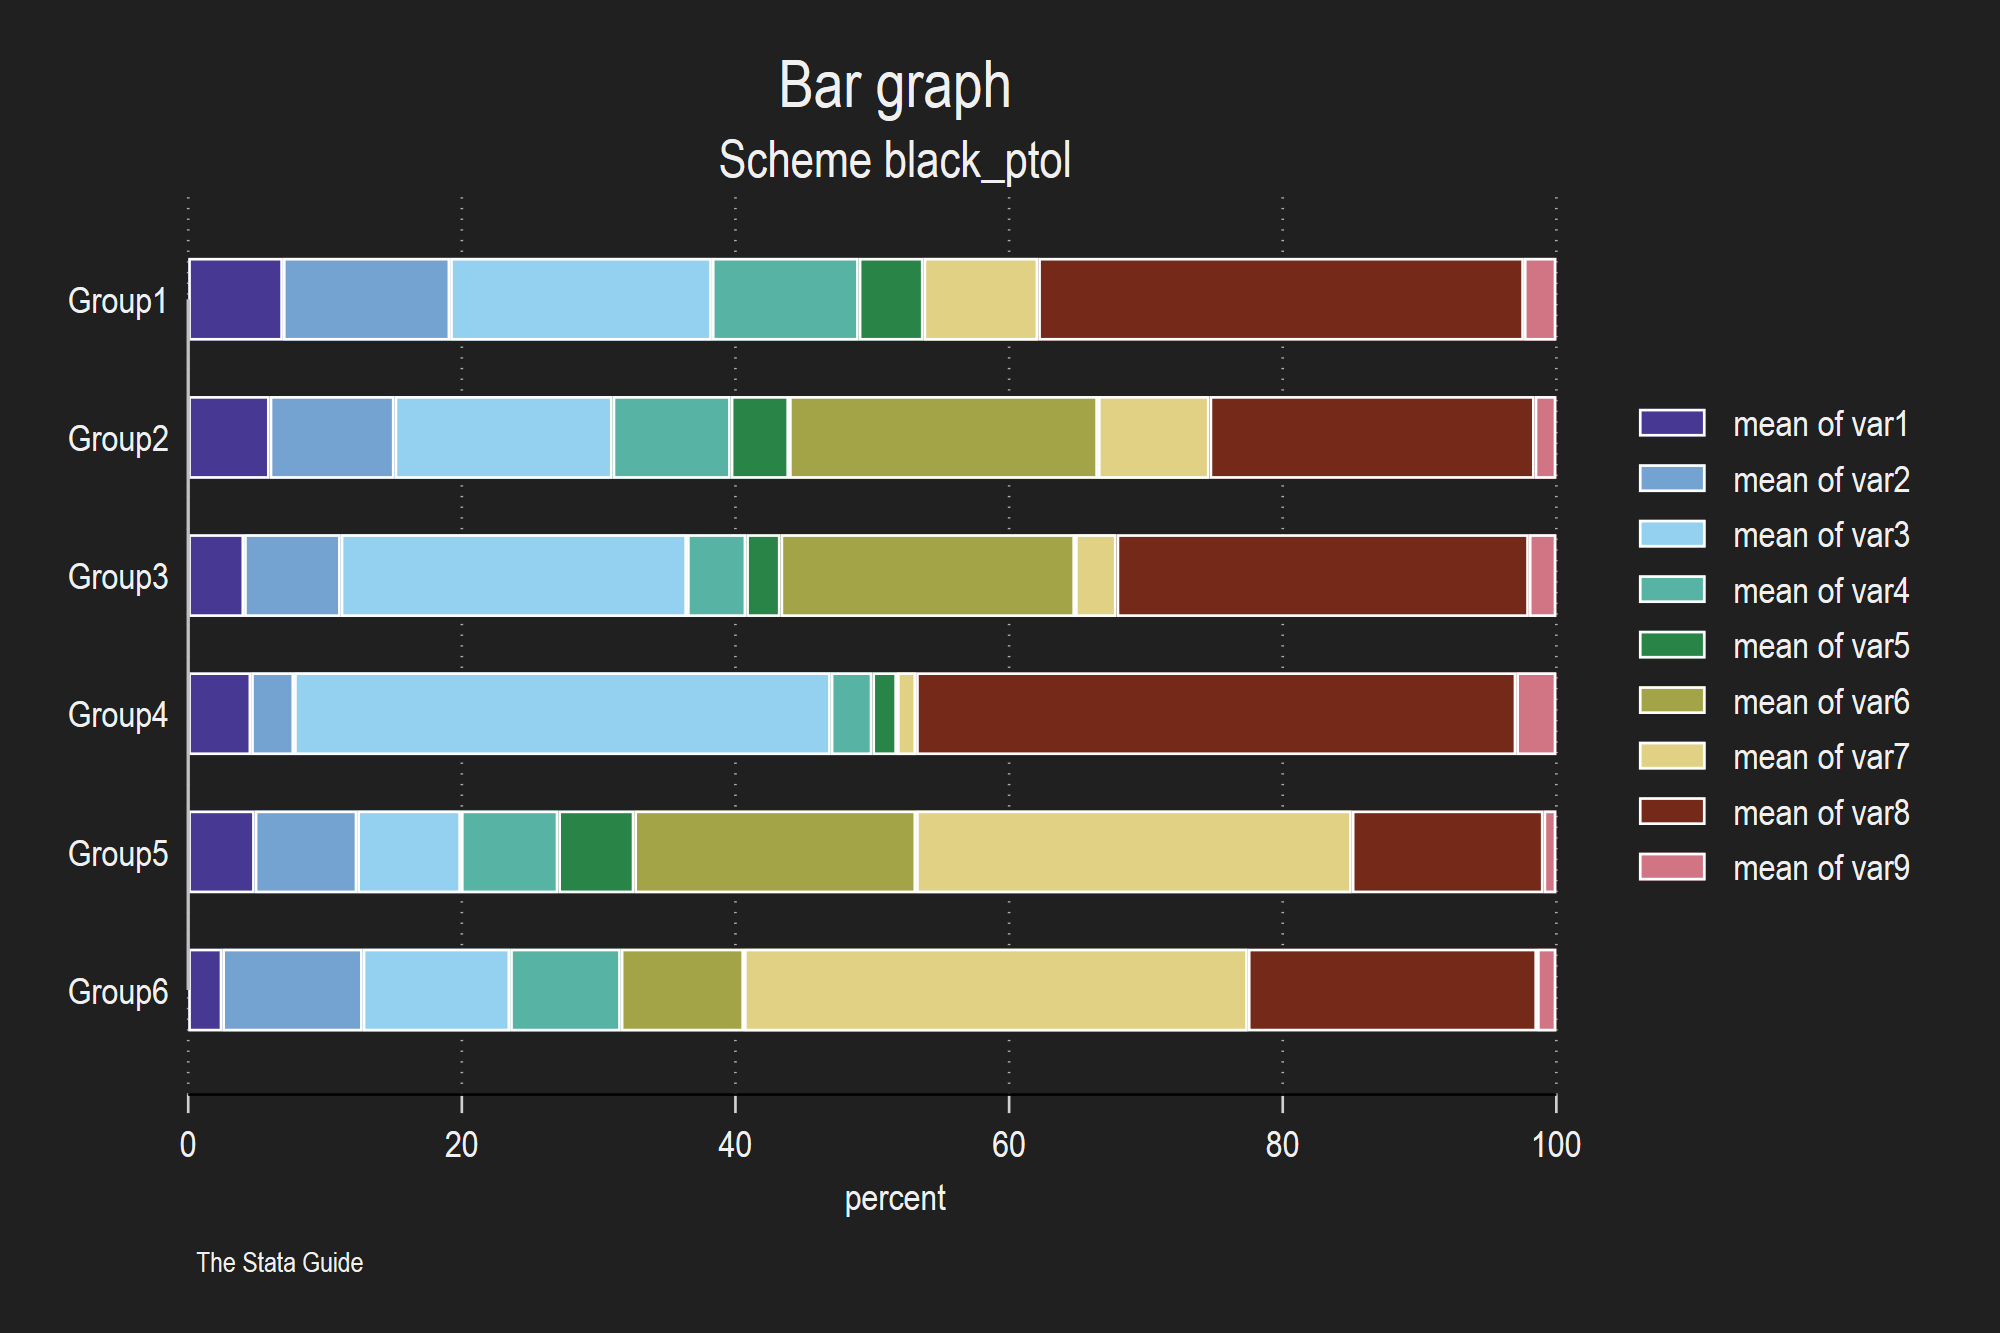 Bar graph
Scheme black_ptol
Group1
Group2
Group3
Group4
Group5
Group6
mean of var1
mean of var2
mean of var3
mean of var4
mean of var5
mean of var6
mean of var7
mean of var8
mean of var9
0 20 40 60 80 100
percent
The Stata Guide